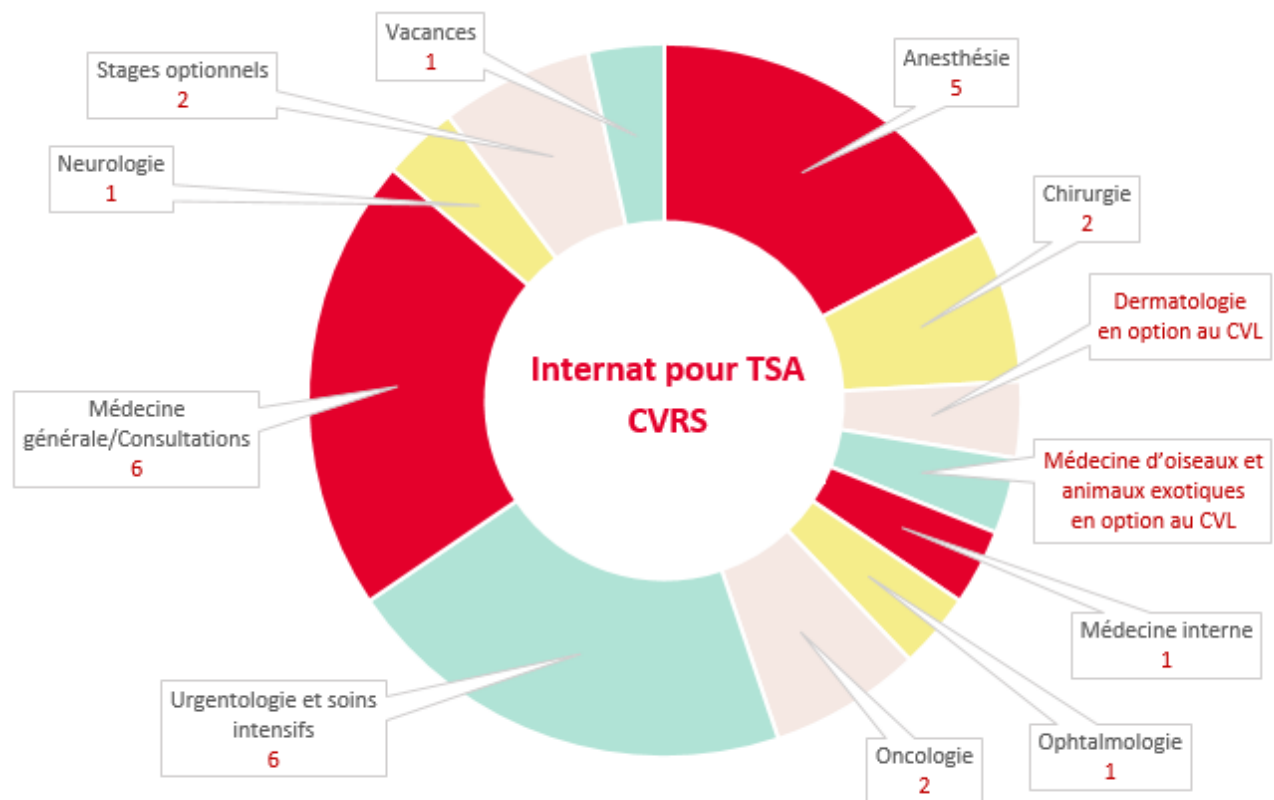 Vacances
1
Stages optionnels
2
Neurologie
1
Anesthésie
5
Chirurgie
2
Dermatologie
en option au CVL
Internat pour TSA
CVRS
Médecine
générale/Consultations
6
Médecine d’oiseaux et
animaux exotiques
en option au CVL
Médecine interne
1
Urgentologie et soins
intensifs
6
Oncologie
2
Ophtalmologie
1